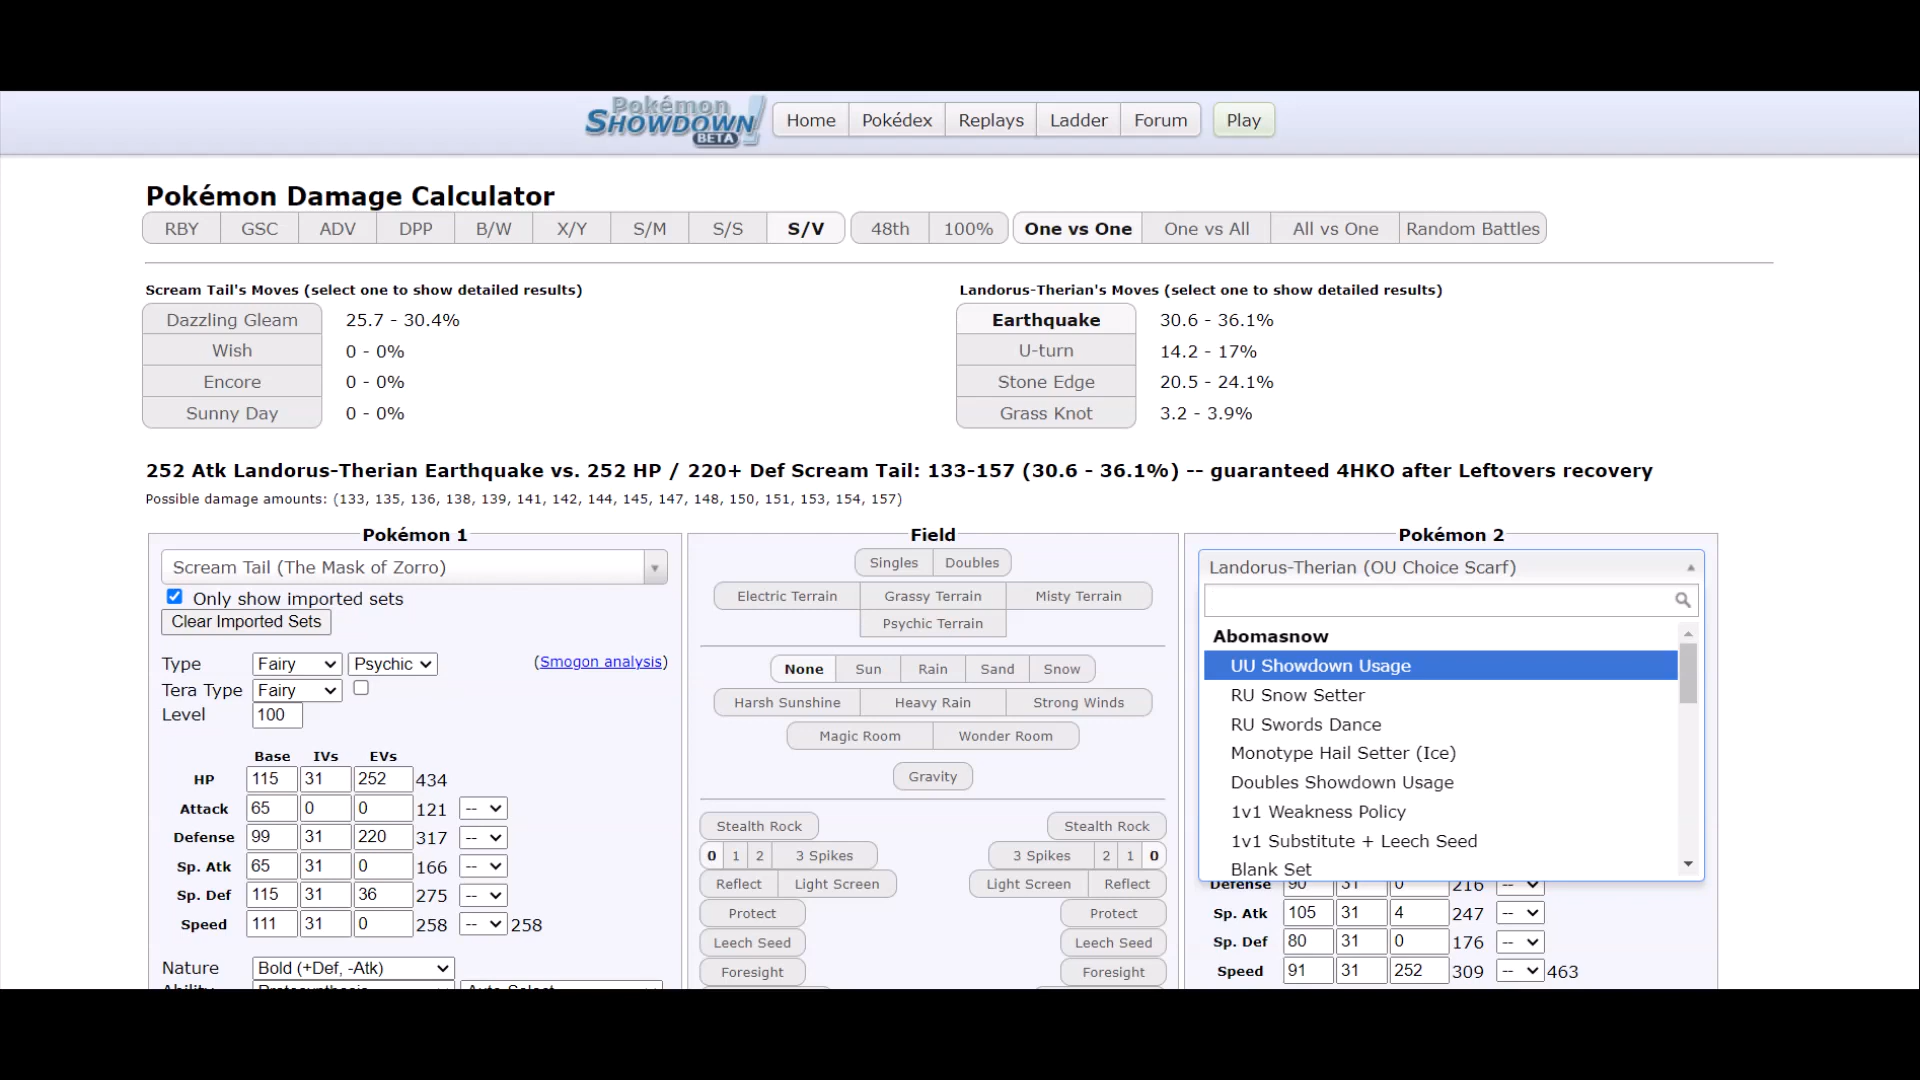 Pokémon SHOWDOWN! BETA
Home Pokédex Replays Ladder Forum Play
Pokémon Damage Calculator
RBY GSC ADV DPP B/W X/Y S/M S/S S/V 48th 100% One vs One One vs All All vs One Random Battles
Scream Tail's Moves (select one to show detailed results)
Dazzling Gleam 25.7 - 30.4%
Wish 0 - 0%
Encore 0 - 0%
Sunny Day 0 - 0%
Landorus-Therian's Moves (select one to show detailed results)
Earthquake 30.6 - 36.1%
U-turn 14.2 - 17%
Stone Edge 20.5 - 24.1%
Grass Knot 3.2 - 3.9%
252 Atk Landorus-Therian Earthquake vs. 252 HP / 220+ Def Scream Tail: 133-157 (30.6 - 36.1%) -- guaranteed 4HKO after Leftovers recovery
Possible damage amounts: (133, 135, 136, 138, 139, 141, 142, 144, 145, 147, 148, 150, 151, 153, 154, 157)
Pokémon 1
Scream Tail (The Mask of Zorro)
Only show imported sets
Clear Imported Sets
Type Fairy Psychic (Smogon analysis)
Tera Type Fairy
Level 100
Base IVs EVs
HP 115 31 252 434
Attack 65 0 0 121 --
Defense 99 31 220 317 --
Sp. Atk 65 31 0 166 --
Sp. Def 115 31 36 275 --
Speed 111 31 0 258 -- 258
Nature Bold (+Def, -Atk)
Ability Protosynthesis Auto Select
Field
Singles Doubles
Electric Terrain Grassy Terrain Misty Terrain
Psychic Terrain
None Sun Rain Sand Snow
Harsh Sunshine Heavy Rain Strong Winds
Magic Room Wonder Room
Gravity
Stealth Rock Stealth Rock
0 1 2 3 Spikes 3 Spikes 2 1 0
Reflect Light Screen Light Screen Reflect
Protect Protect
Leech Seed Leech Seed
Foresight Foresight
Pokémon 2
Landorus-Therian (OU Choice Scarf)
Abomasnow
UU Showdown Usage
RU Snow Setter
RU Swords Dance
Monotype Hail Setter (Ice)
Doubles Showdown Usage
1v1 Weakness Policy
1v1 Substitute + Leech Seed
Blank Set
Defense 90 31 0 216 --
Sp. Atk 105 31 4 247 --
Sp. Def 80 31 0 176 --
Speed 91 31 252 309 -- 463